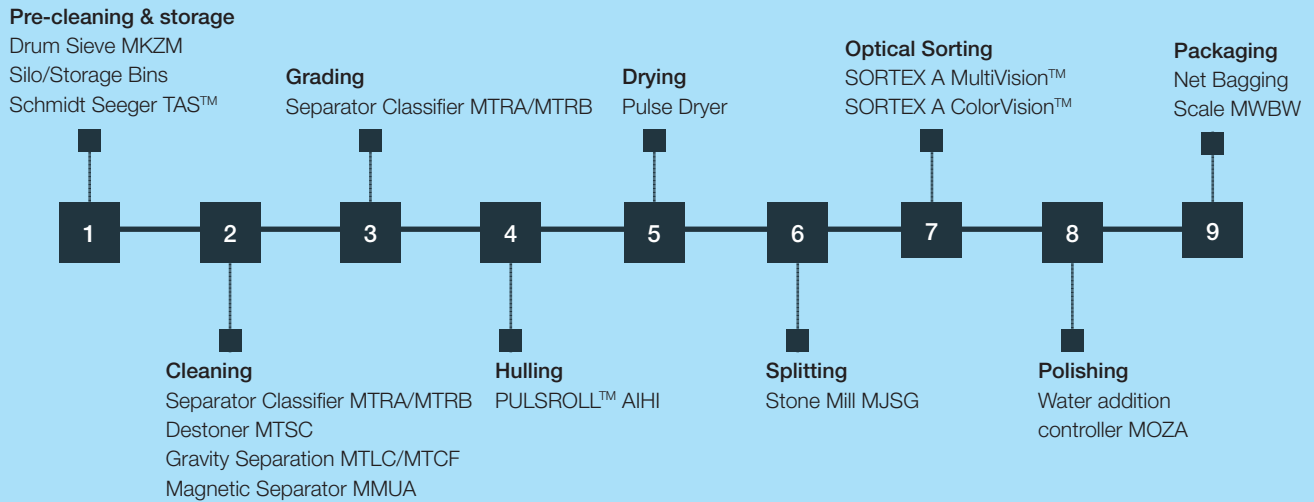 Pre-cleaning & storage
Drum Sieve MKZM
Silo/Storage Bins
Schmidt Seeger TAS™
Grading
Separator Classifier MTRA/MTRB
Drying
Pulse Dryer
Optical Sorting
SORTEX A MultiVision™
SORTEX A ColorVision™
Packaging
Net Bagging
Scale MWBW
1
2
3
4
5
6
7
8
9
Cleaning
Separator Classifier MTRA/MTRB
Destoner MTSC
Gravity Separation MTLC/MTCF
Magnetic Separator MMUA
Hulling
PULSROLL™ AIHI
Splitting
Stone Mill MJSG
Polishing
Water addition
controller MOZA